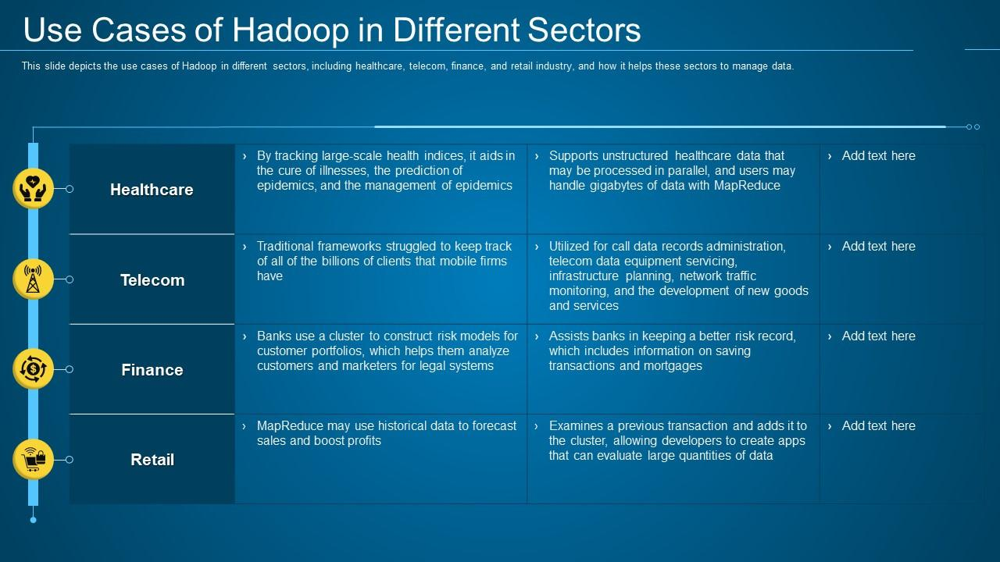 Use Cases of Hadoop in Different Sectors
This slide depicts the use cases of Hadoop in different sectors, including healthcare, telecom, finance, and retail industry, and how it helps these sectors to manage data.
Healthcare
› By tracking large-scale health indices, it aids in
the cure of illnesses, the prediction of
epidemics, and the management of epidemics
› Supports unstructured healthcare data that
may be processed in parallel, and users may
handle gigabytes of data with MapReduce
› Add text here
Telecom
› Traditional frameworks struggled to keep track
of all of the billions of clients that mobile firms
have
› Utilized for call data records administration,
telecom data equipment servicing,
infrastructure planning, network traffic
monitoring, and the development of new goods
and services
› Add text here
Finance
› Banks use a cluster to construct risk models for
customer portfolios, which helps them analyze
customers and marketers for legal systems
› Assists banks in keeping a better risk record,
which includes information on saving
transactions and mortgages
› Add text here
Retail
› MapReduce may use historical data to forecast
sales and boost profits
› Examines a previous transaction and adds it to
the cluster, allowing developers to create apps
that can evaluate large quantities of data
› Add text here